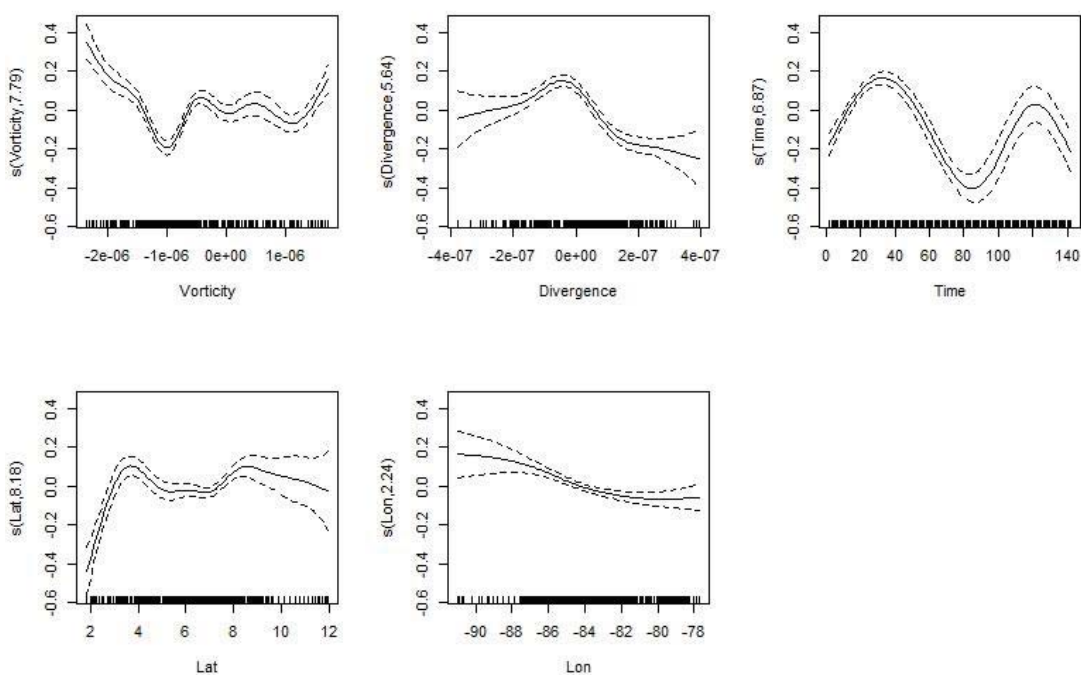 s(Vorticity,7.79)
0.4
0.2
0.0
-0.2
-0.4
-0.6
-2e-06 -1e-06 0e+00 1e-06
Vorticity
s(Divergence,5.64)
0.4
0.2
0.0
-0.2
-0.4
-0.6
-4e-07 -2e-07 0e+00 2e-07 4e-07
Divergence
s(Time,6.87)
0.4
0.2
0.0
-0.2
-0.4
-0.6
0 20 40 60 80 100 140
Time
s(Lat,8.18)
0.4
0.2
0.0
-0.2
-0.4
-0.6
2 4 6 8 10 12
Lat
s(Lon,2.24)
0.4
0.2
0.0
-0.2
-0.4
-0.6
-90 -88 -86 -84 -82 -80 -78
Lon